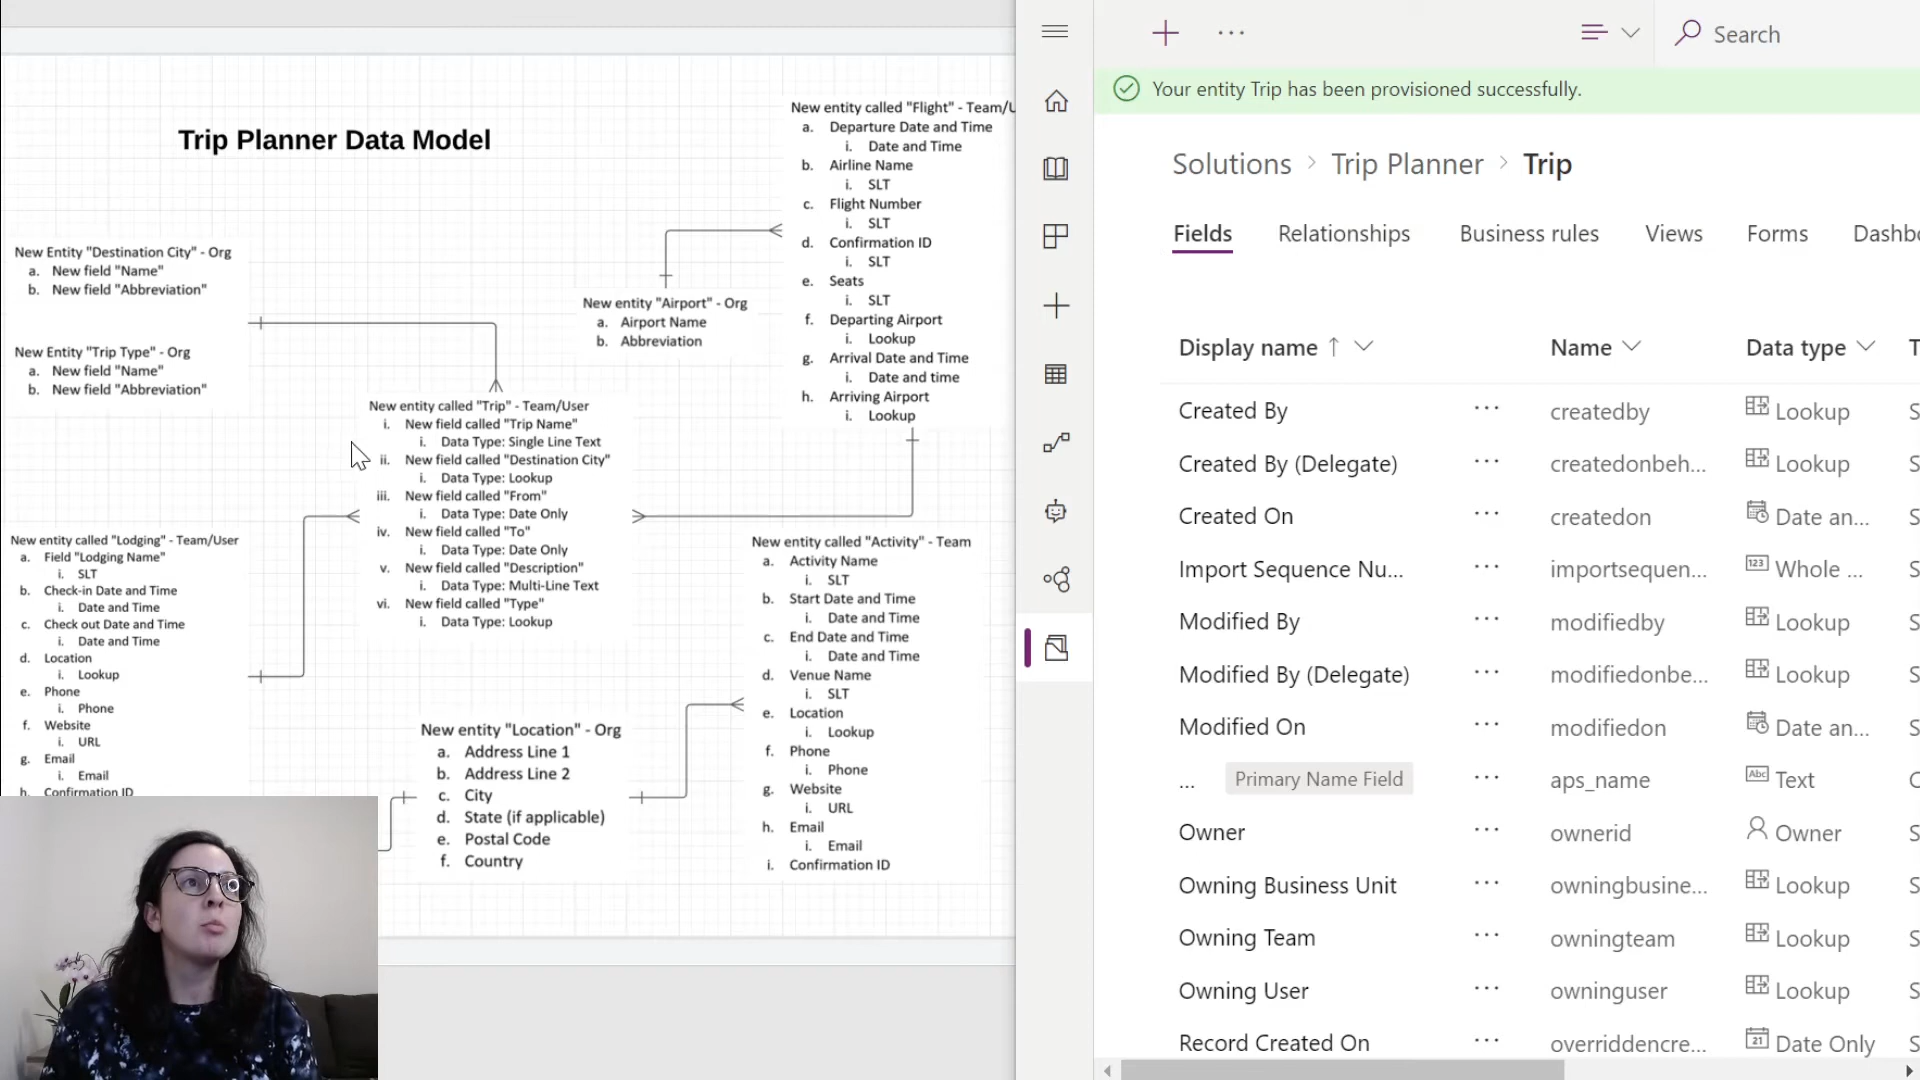 Trip Planner Data Model
New Entity "Destination City" - Org
a. New field "Name"
b. New field "Abbreviation"
New Entity "Trip Type" - Org
a. New field "Name"
b. New field "Abbreviation"
New entity called "Lodging" - Team/User
a. Field "Lodging Name"
i. SLT
b. Check-in Date and Time
i. Date and Time
c. Check out Date and Time
i. Date and Time
d. Location
i. Lookup
e. Phone
i. Phone
f. Website
i. URL
g. Email
i. Email
h. Confirmation ID
New entity called "Trip" - Team/User
i. New field called "Trip Name"
i. Data Type: Single Line Text
ii. New field called "Destination City"
i. Data Type: Lookup
iii. New field called "From"
i. Data Type: Date Only
iv. New field called "To"
i. Data Type: Date Only
v. New field called "Description"
i. Data Type: Multi-Line Text
vi. New field called "Type"
i. Data Type: Lookup
New entity "Location" - Org
a. Address Line 1
b. Address Line 2
c. City
d. State (if applicable)
e. Postal Code
f. Country
New entity "Airport" - Org
a. Airport Name
b. Abbreviation
New entity called "Flight" - Team/U
a. Departure Date and Time
i. Date and Time
b. Airline Name
i. SLT
c. Flight Number
i. SLT
d. Confirmation ID
i. SLT
e. Seats
i. SLT
f. Departing Airport
i. Lookup
g. Arrival Date and Time
i. Date and time
h. Arriving Airport
i. Lookup
New entity called "Activity" - Team
a. Activity Name
i. SLT
b. Start Date and Time
i. Date and Time
c. End Date and Time
i. Date and Time
d. Venue Name
i. SLT
e. Location
i. Lookup
f. Phone
i. Phone
g. Website
i. URL
h. Email
i. Email
i. Confirmation ID
Search
Your entity Trip has been provisioned successfully.
Solutions > Trip Planner > Trip
Fields Relationships Business rules Views Forms Dashbo
Display name ↑ Name Data type T
Created By ... createdby Lookup S
Created By (Delegate) ... createdonbeh... Lookup S
Created On ... createdon Date an... S
Import Sequence Nu... ... importsequen... 123 Whole ... S
Modified By ... modifiedby Lookup S
Modified By (Delegate) ... modifiedonbe... Lookup S
Modified On ... modifiedon Date an... S
... Primary Name Field ... aps_name Abc Text C
Owner ... ownerid Owner S
Owning Business Unit ... owningbusine... Lookup S
Owning Team ... owningteam Lookup S
Owning User ... owninguser Lookup S
Record Created On ... overriddencre... 21 Date Only S